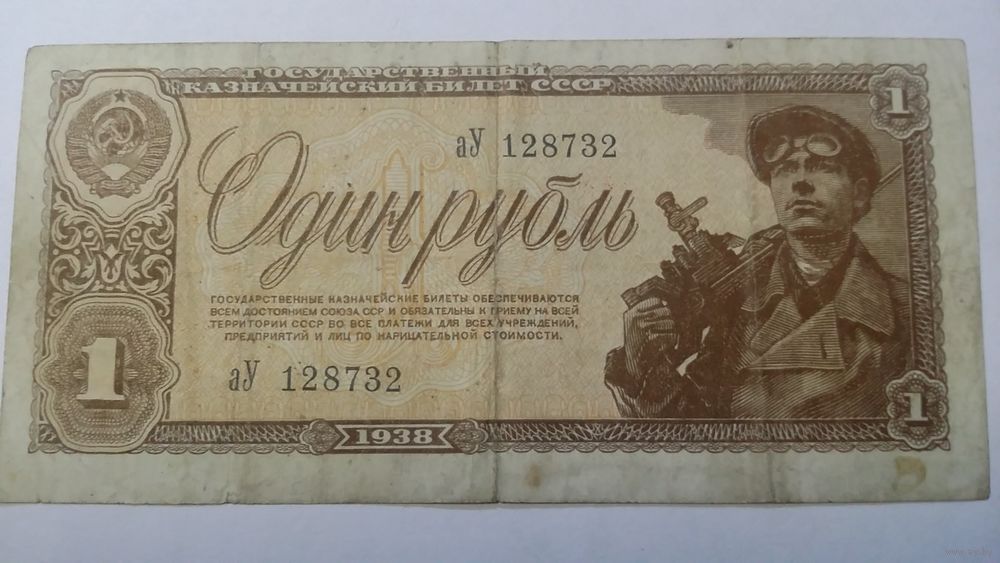 ГОСУДАРСТВЕННЫЙ
КАЗНАЧЕЙСКИЙ БИЛЕТ СССР
1
аУ 128732
Один рубль
ГОСУДАРСТВЕННЫЕ КАЗНАЧЕЙСКИЕ БИЛЕТЫ ОБЕСПЕЧИВАЮТСЯ
ВСЕМ ДОСТОЯНИЕМ СОЮЗА ССР И ОБЯЗАТЕЛЬНЫ К ПРИЕМУ НА ВСЕЙ
ТЕРРИТОРИИ СССР ВО ВСЕ ПЛАТЕЖИ ДЛЯ ВСЕХ УЧРЕЖДЕНИЙ,
ПРЕДПРИЯТИЙ И ЛИЦ ПО НАРИЦАТЕЛЬНОЙ СТОИМОСТИ.
1
аУ 128732
1
1938